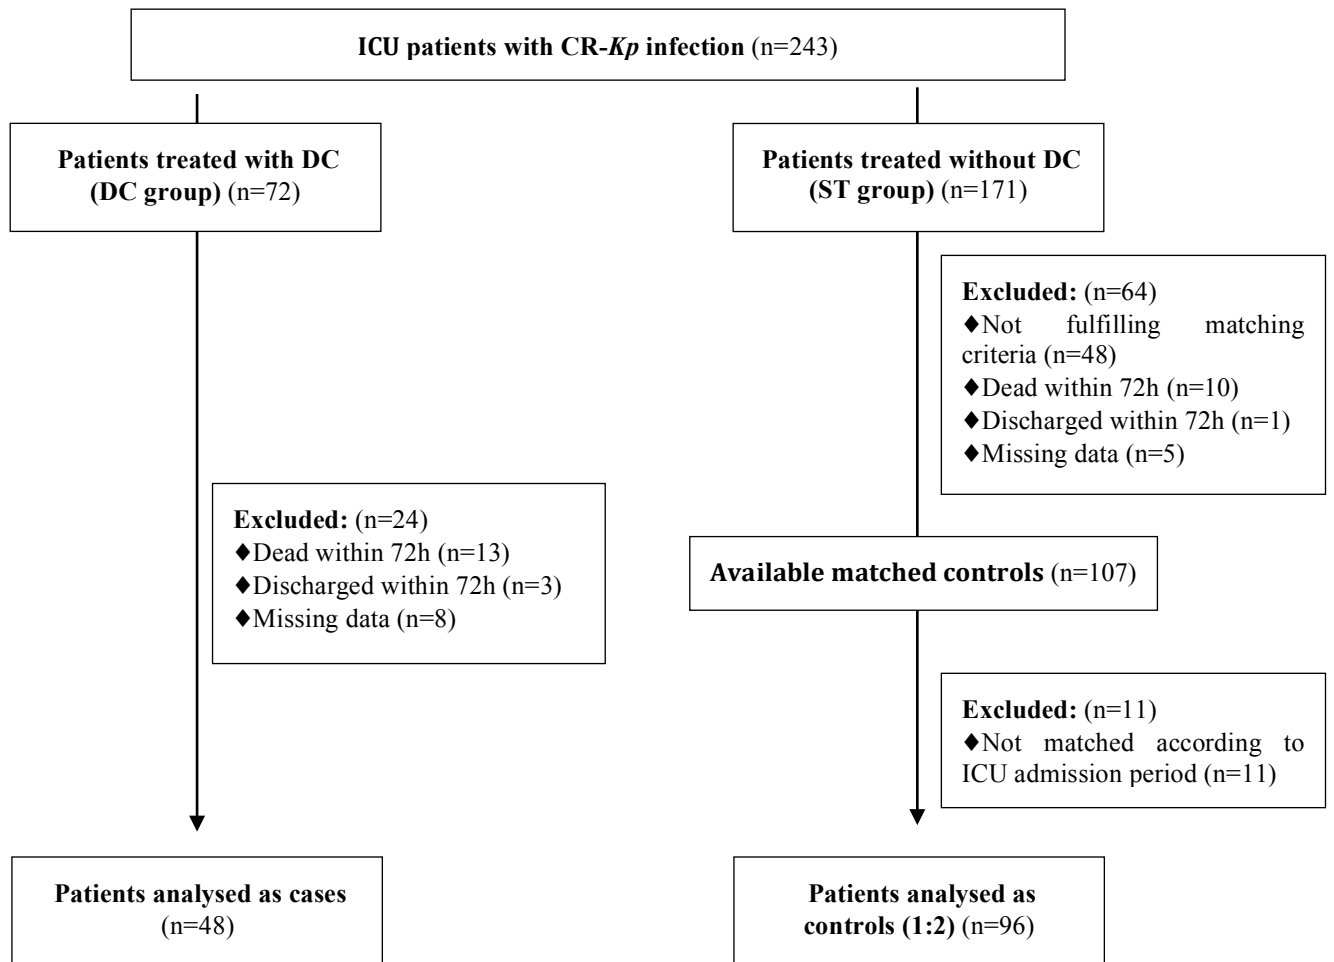 ICU patients with CR-Kp infection (n=243)
Patients treated with DC
(DC group) (n=72)
Patients treated without DC
(ST group) (n=171)
Excluded: (n=64)
♦Not fulfilling matching
criteria (n=48)
♦Dead within 72h (n=10)
♦Discharged within 72h (n=1)
♦Missing data (n=5)
Excluded: (n=24)
♦Dead within 72h (n=13)
♦Discharged within 72h (n=3)
♦Missing data (n=8)
Available matched controls (n=107)
Excluded: (n=11)
♦Not matched according to
ICU admission period (n=11)
Patients analysed as cases
(n=48)
Patients analysed as
controls (1:2) (n=96)